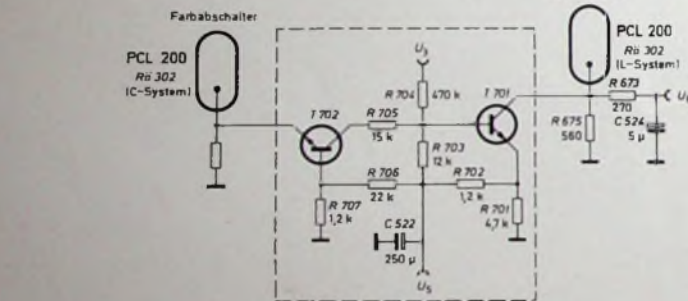 Farbabschalter
PCL 200
Rö 302
(C-System)
U3
R 704
470 k
T 702
R 705
15 k
T 701
R 703
12 k
R 706
22 k
R 702
1,2 k
R 707
1,2 k
R 701
4,7 k
C 522
250 µ
U5
PCL 200
Rö 302
(L-System)
R 673
270
R 675
560
C 524
5 µ